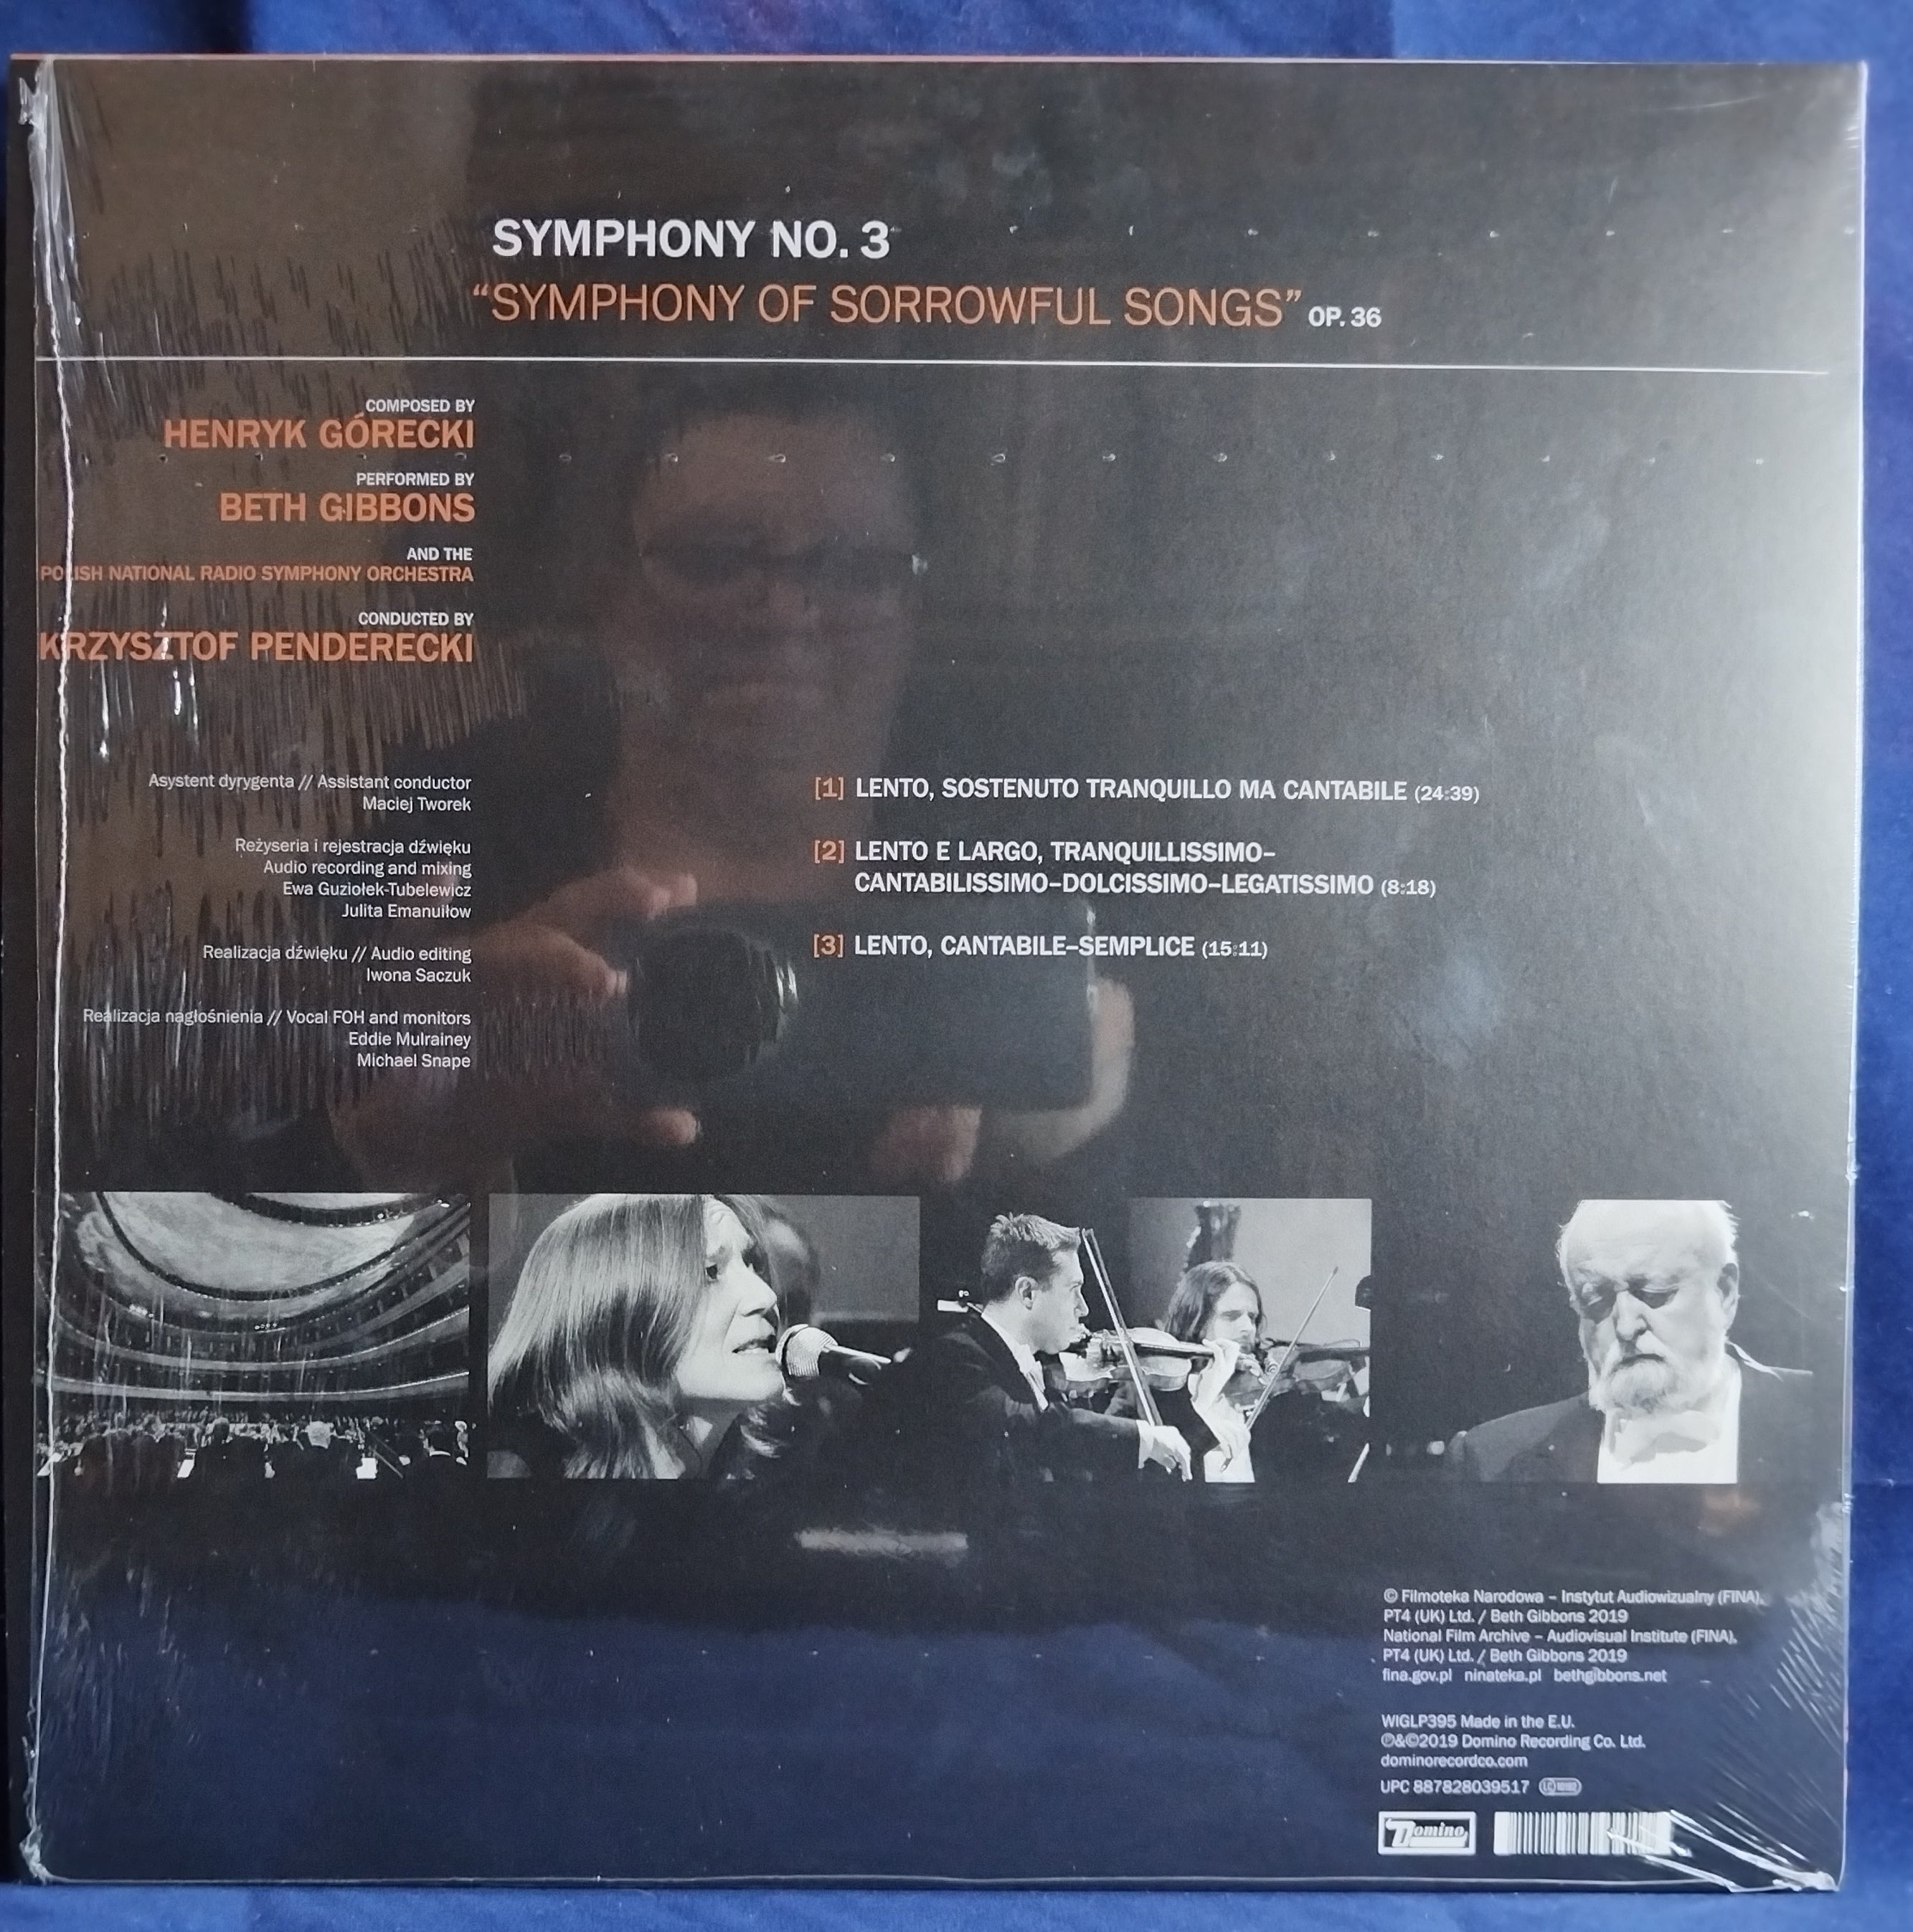 SYMPHONY NO. 3
“SYMPHONY OF SORROWFUL SONGS” OP. 36
COMPOSED BY
HENRYK GÓRECKI
PERFORMED BY
BETH GIBBONS
AND THE
POLISH NATIONAL RADIO SYMPHONY ORCHESTRA
CONDUCTED BY
KRZYSZTOF PENDERECKI
Asystent dyrygenta // Assistant conductor
Maciej Tworek
Reżyseria i rejestracja dźwięku
Audio recording and mixing
Ewa Guziołek-Tubelewicz
Julita Emanuiłow
Realizacja dźwięku // Audio editing
Iwona Saczuk
Realizacja nagłośnienia // Vocal FOH and monitors
Eddie Mulrainey
Michael Snape
[1] LENTO, SOSTENUTO TRANQUILLO MA CANTABILE (24:39)
[2] LENTO E LARGO, TRANQUILLISSIMO–
CANTABILISSIMO–DOLCISSIMO–LEGATISSIMO (8:18)
[3] LENTO, CANTABILE–SEMPLICE (15:11)
© Filmoteka Narodowa – Instytut Audiowizualny (FINA),
PT4 (UK) Ltd. / Beth Gibbons 2019
National Film Archive – Audiovisual Institute (FINA),
PT4 (UK) Ltd. / Beth Gibbons 2019
fina.gov.pl ninateka.pl bethgibbons.net
WIGLP395 Made in the E.U.
℗&©2019 Domino Recording Co. Ltd.
dominorecordco.com
UPC 887828039517 LC
Domino